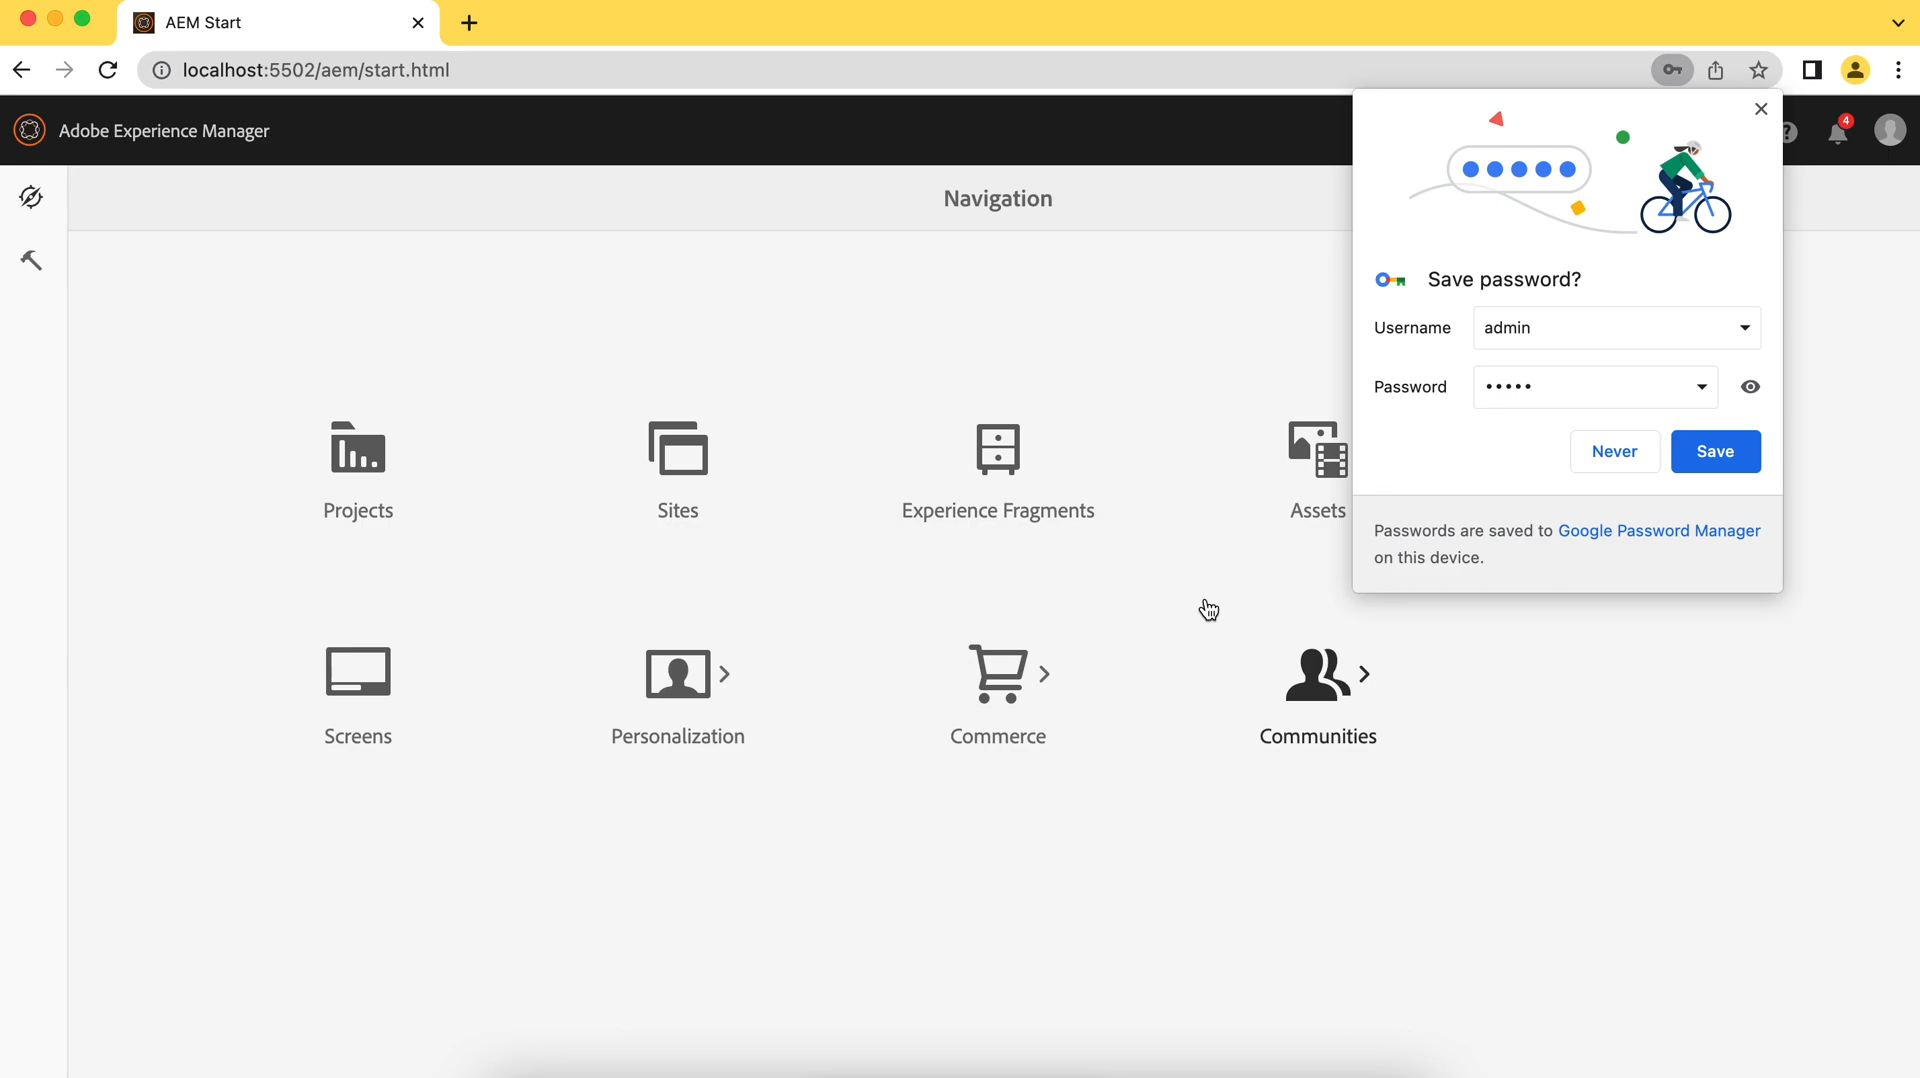 AEM Start
localhost:5502/aem/start.html
Adobe Experience Manager
?
4
Navigation
Save password?
Username admin
Password •••••
Never Save
Passwords are saved to Google Password Manager
on this device.
Projects Sites Experience Fragments Assets
Screens Personalization Commerce Communities